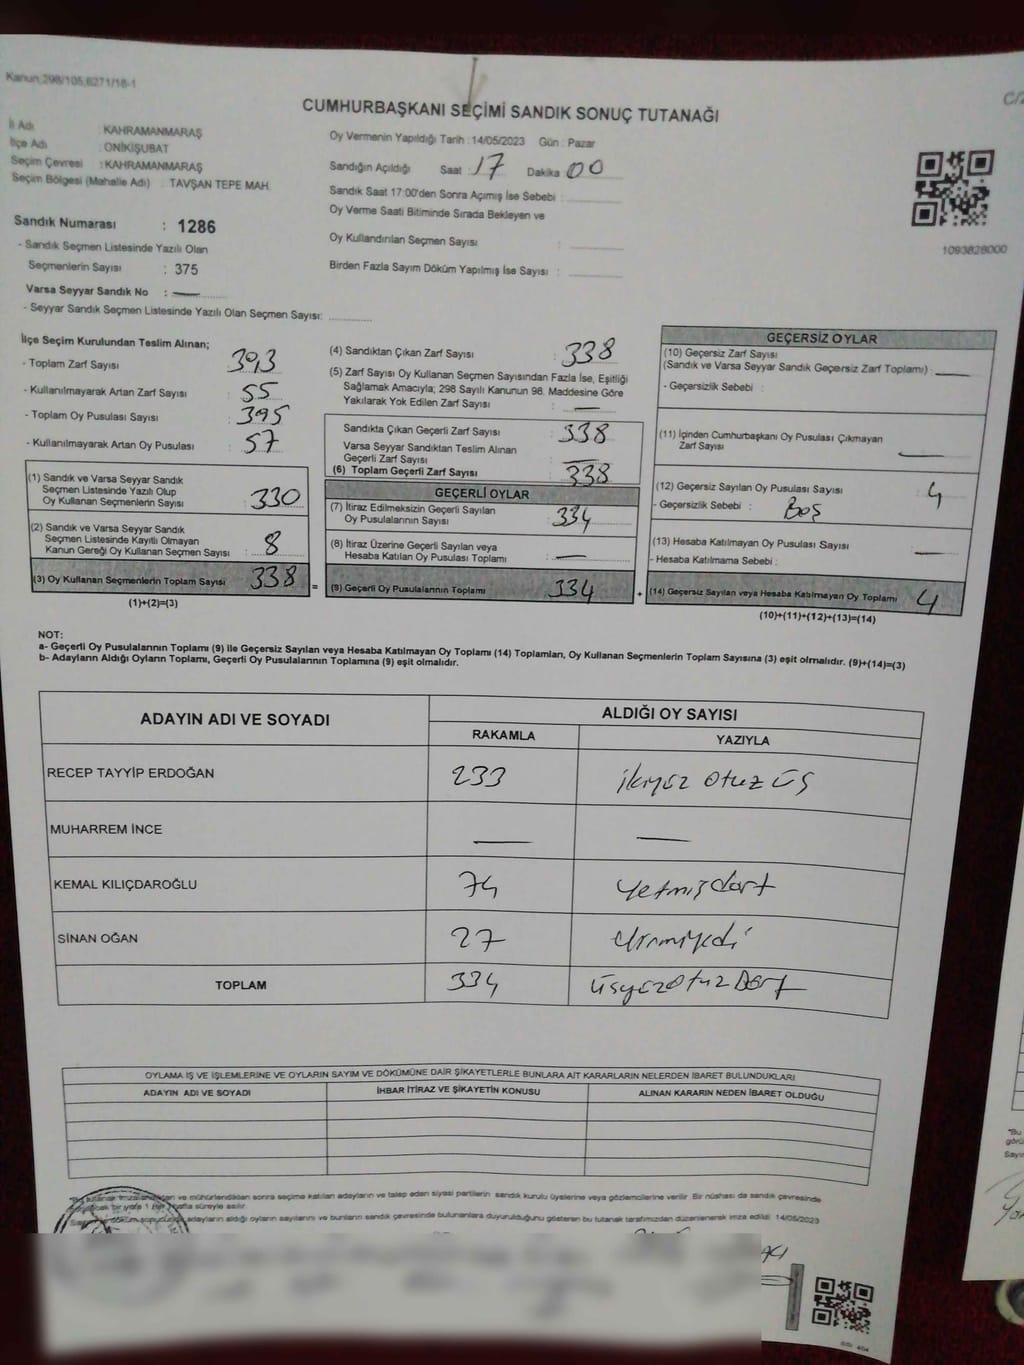 Kanun 298/105,6271/18-1
CUMHURBAŞKANI SEÇİMİ SANDIK SONUÇ TUTANAĞI
İl Adı : KAHRAMANMARAŞ
İlçe Adı : ONİKİŞUBAT
Seçim Çevresi : KAHRAMANMARAŞ
Seçim Bölgesi (Mahalle Adı) : TAVŞAN TEPE MAH.
Sandık Numarası : 1286
- Sandık Seçmen Listesinde Yazılı Olan
Seçmenlerin Sayısı : 375
Varsa Seyyar Sandık No : —
- Seyyar Sandık Seçmen Listesinde Yazılı Olan Seçmen Sayısı:
Oy Vermenin Yapıldığı Tarih : 14/05/2023 Gün : Pazar
Sandığın Açıldığı Saat : 17 Dakika : 00
Sandık Saat 17:00'den Sonra Açımış İse Sebebi :
Oy Verme Saati Bitiminde Sırada Bekleyen ve
Oy Kullandırılan Seçmen Sayısı :
Birden Fazla Sayım Döküm Yapılmış İse Sayısı :
1093828000
İlçe Seçim Kurulundan Teslim Alınan;
- Toplam Zarf Sayısı : 393
- Kullanılmayarak Artan Zarf Sayısı : 55
- Toplam Oy Pusulası Sayısı : 395
- Kullanılmayarak Artan Oy Pusulası : 57
(1) Sandık ve Varsa Seyyar Sandık
Seçmen Listesinde Yazılı Olup
Oy Kullanan Seçmenlerin Sayısı : 330
(2) Sandık ve Varsa Seyyar Sandık
Seçmen Listesinde Kayıtlı Olmayan
Kanun Gereği Oy Kullanan Seçmen Sayısı : 8
(3) Oy Kullanan Seçmenlerin Toplam Sayısı : 338
(1)+(2)=(3)
=
(4) Sandıktan Çıkan Zarf Sayısı : 338
(5) Zarf Sayısı Oy Kullanan Seçmen Sayısından Fazla İse, Eşitliği
Sağlamak Amacıyla; 298 Sayılı Kanunun 98. Maddesine Göre
Yakılarak Yok Edilen Zarf Sayısı : —
Sandıkta Çıkan Geçerli Zarf Sayısı : 338
Varsa Seyyar Sandıktan Teslim Alınan
Geçerli Zarf Sayısı : —
(6) Toplam Geçerli Zarf Sayısı : 338
GEÇERLİ OYLAR
(7) İtiraz Edilmeksizin Geçerli Sayılan
Oy Pusulalarının Sayısı : 334
(8) İtiraz Üzerine Geçerli Sayılan veya
Hesaba Katılan Oy Pusulası Toplamı : —
(9) Geçerli Oy Pusulalarının Toplamı : 334
+
GEÇERSİZ OYLAR
(10) Geçersiz Zarf Sayısı
(Sandık ve Varsa Seyyar Sandık Geçersiz Zarf Toplamı) : —
- Geçersizlik Sebebi :
(11) İçinden Cumhurbaşkanı Oy Pusulası Çıkmayan
Zarf Sayısı : —
(12) Geçersiz Sayılan Oy Pusulası Sayısı : 4
- Geçersizlik Sebebi : Boş
(13) Hesaba Katılmayan Oy Pusulası Sayısı : —
- Hesaba Katılmama Sebebi :
(14) Geçersiz Sayılan veya Hesaba Katılmayan Oy Toplamı : 4
(10)+(11)+(12)+(13)=(14)
NOT:
a- Geçerli Oy Pusulalarının Toplamı (9) ile Geçersiz Sayılan veya Hesaba Katılmayan Oy Toplamı (14) Toplamları, Oy Kullanan Seçmenlerin Toplam Sayısına (3) eşit olmalıdır. (9)+(14)=(3)
b- Adayların Aldığı Oyların Toplamı, Geçerli Oy Pusulalarının Toplamına (9) eşit olmalıdır.
ADAYIN ADI VE SOYADI ALDIĞI OY SAYISI
RAKAMLA YAZIYLA
RECEP TAYYİP ERDOĞAN 233 ikiyüz otuz üç
MUHARREM İNCE — —
KEMAL KILIÇDAROĞLU 74 Yetmiş dört
SİNAN OĞAN 27 Yirmiyedi
TOPLAM 334 üçyüzotuz Dört
OYLAMA İŞ VE İŞLEMLERİNE VE OYLARIN SAYIM VE DÖKÜMÜNE DAİR ŞİKAYETLERLE BUNLARA AİT KARARLARIN NELERDEN İBARET BULUNDUKLARI
ADAYIN ADI VE SOYADI İHBAR İTİRAZ VE ŞİKAYETİN KONUSU ALINAN KARARIN NEDEN İBARET OLDUĞU
*Bu tutanak imzalandıktan ve mühürlendikten sonra seçime katılan adayların ve talep eden siyasi partilerin sandık kurulu üyelerine veya gözlemcilerine verilir. Bir nüshası da sandık çevresinde
süreyle asılır.
Sayım döküm sonucunda adayların aldığı oyların sayılarını ve bunların sandık çevresinde bulunanlara duyurulduğunu gösteren bu tutanak tarafımızdan düzenlenerek imza edildi. 14/05/2023